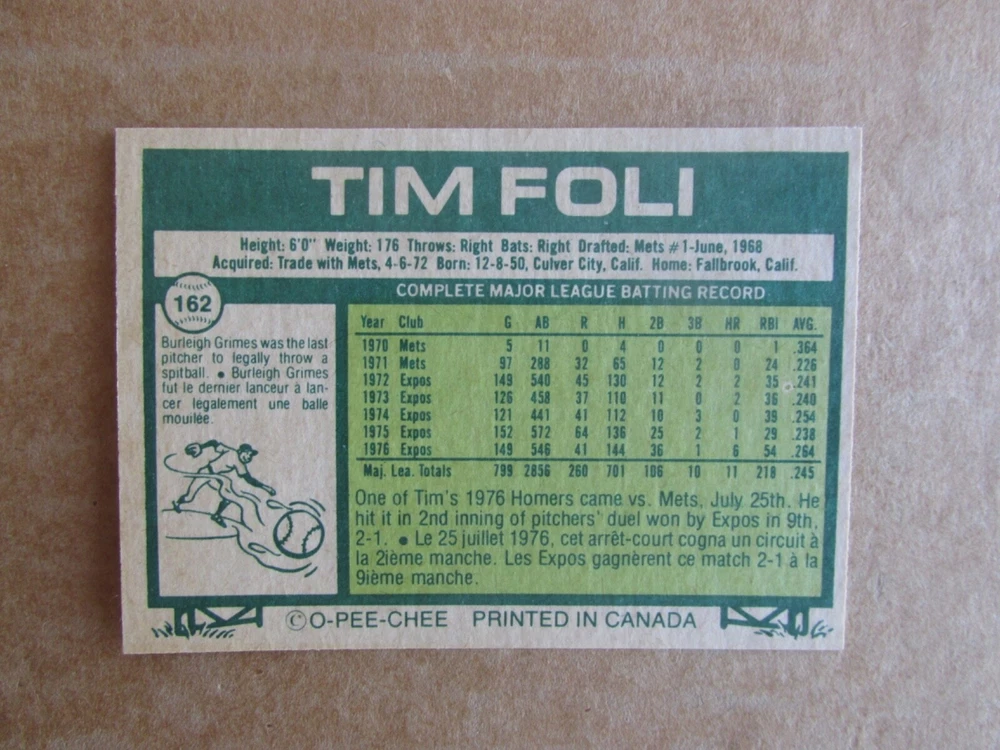 TIM FOLI
Height: 6'0" Weight: 176 Throws: Right Bats: Right Drafted: Mets #1-June, 1968
Acquired: Trade with Mets, 4-6-72 Born: 12-8-50, Culver City, Calif. Home: Fallbrook, Calif.
162
Burleigh Grimes was the last
pitcher to legally throw a
spitball. • Burleigh Grimes
fut le dernier lanceur à lan-
cer légalement une balle
mouilée.
COMPLETE MAJOR LEAGUE BATTING RECORD
Year Club G AB R H 2B 3B HR RBI AVG.
1970 Mets 5 11 0 4 0 0 0 1 .364
1971 Mets 97 288 32 65 12 2 0 24 .226
1972 Expos 149 540 45 130 12 2 2 35 .241
1973 Expos 126 458 37 110 11 0 2 36 .240
1974 Expos 121 441 41 112 10 3 0 39 .254
1975 Expos 152 572 64 136 25 2 1 29 .238
1976 Expos 149 546 41 144 36 1 6 54 .264
Maj. Lea. Totals 799 2856 260 701 106 10 11 218 .245
One of Tim's 1976 Homers came vs. Mets, July 25th. He
hit it in 2nd inning of pitchers' duel won by Expos in 9th,
2-1. • Le 25 juillet 1976, cet arrêt-court cogna un circuit à
la 2ième manche. Les Expos gagnèrent ce match 2-1 à la
9ième manche.
©O-PEE-CHEE PRINTED IN CANADA